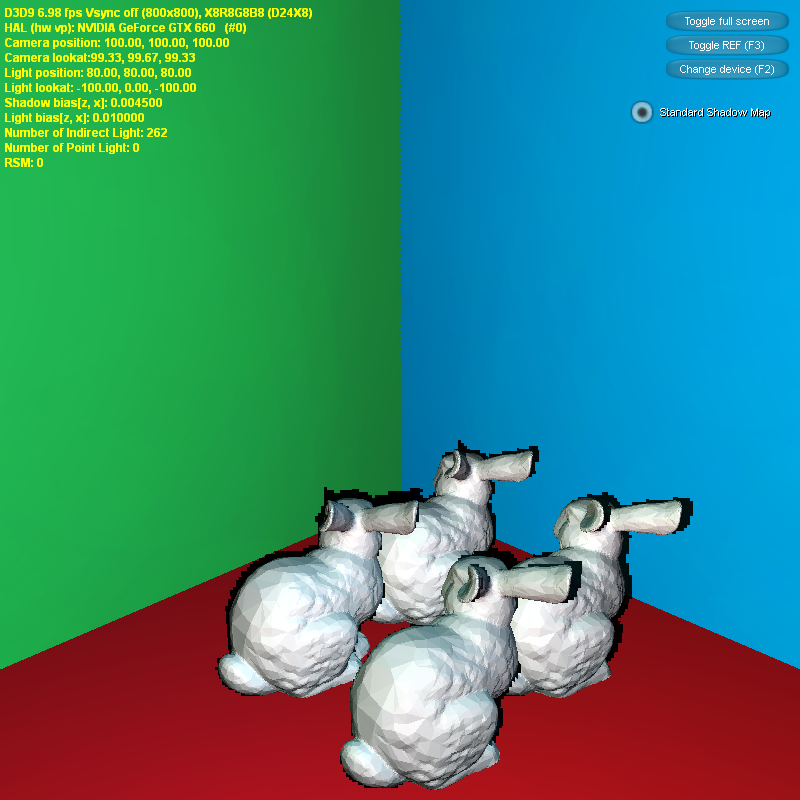 D3D9 6.98 fps Vsync off (800x800), X8R8G8B8 (D24X8)
HAL (hw vp): NVIDIA GeForce GTX 660 (#0)
Camera position: 100.00, 100.00, 100.00
Camera lookat:99.33, 99.67, 99.33
Light position: 80.00, 80.00, 80.00
Light lookat: -100.00, 0.00, -100.00
Shadow bias[z, x]: 0.004500
Light bias[z, x]: 0.010000
Number of Indirect Light: 262
Number of Point Light: 0
RSM: 0
Toggle full screen
Toggle REF (F3)
Change device (F2)
Standard Shadow Map